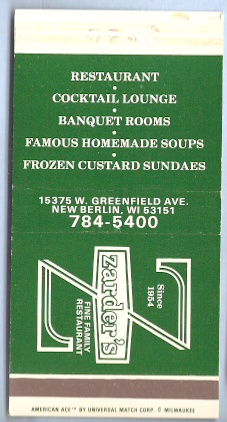 RESTAURANT
COCKTAIL LOUNGE
BANQUET ROOMS
FAMOUS HOMEMADE SOUPS
FROZEN CUSTARD SUNDAES
15375 W. GREENFIELD AVE.
NEW BERLIN, WI 53151
784-5400
Since
1954
zarder's
FINE FAMILY
RESTAURANT
AMERICAN ACE™ BY UNIVERSAL MATCH CORP. MILWAUKEE